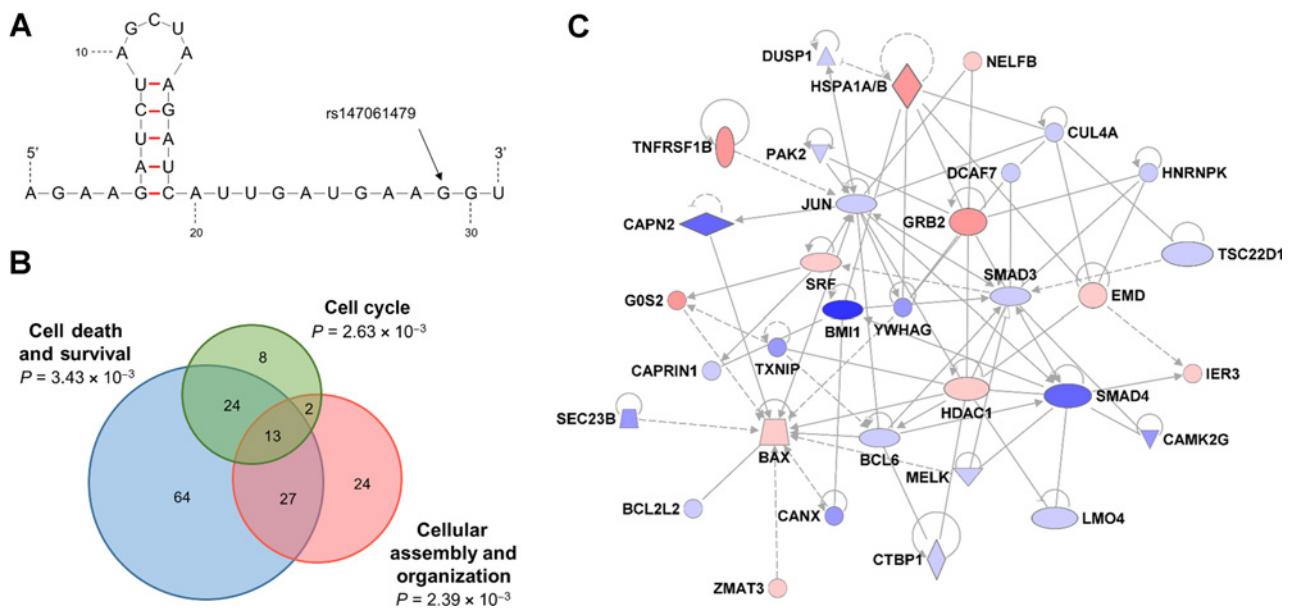 A
A G C U A
10
U A
C G
U A
A U
rs147061479
5' 3'
A G A A G C A U U G A U G A A G G U
20 30
B
Cell death
and survival
P = 3.43 × 10⁻³
Cell cycle
P = 2.63 × 10⁻³
8
24
2
13
64
27
24
Cellular
assembly and
organization
P = 2.39 × 10⁻³
C
DUSP1
NELFB
HSPA1A/B
CUL4A
TNFRSF1B
PAK2
DCAF7
HNRNPK
JUN
GRB2
CAPN2
TSC22D1
SRF
SMAD3
EMD
G0S2
BMI1
YWHAG
CAPRIN1
TXNIP
IER3
SEC23B
HDAC1
SMAD4
BAX
BCL6
CAMK2G
MELK
BCL2L2
CANX
LMO4
CTBP1
ZMAT3